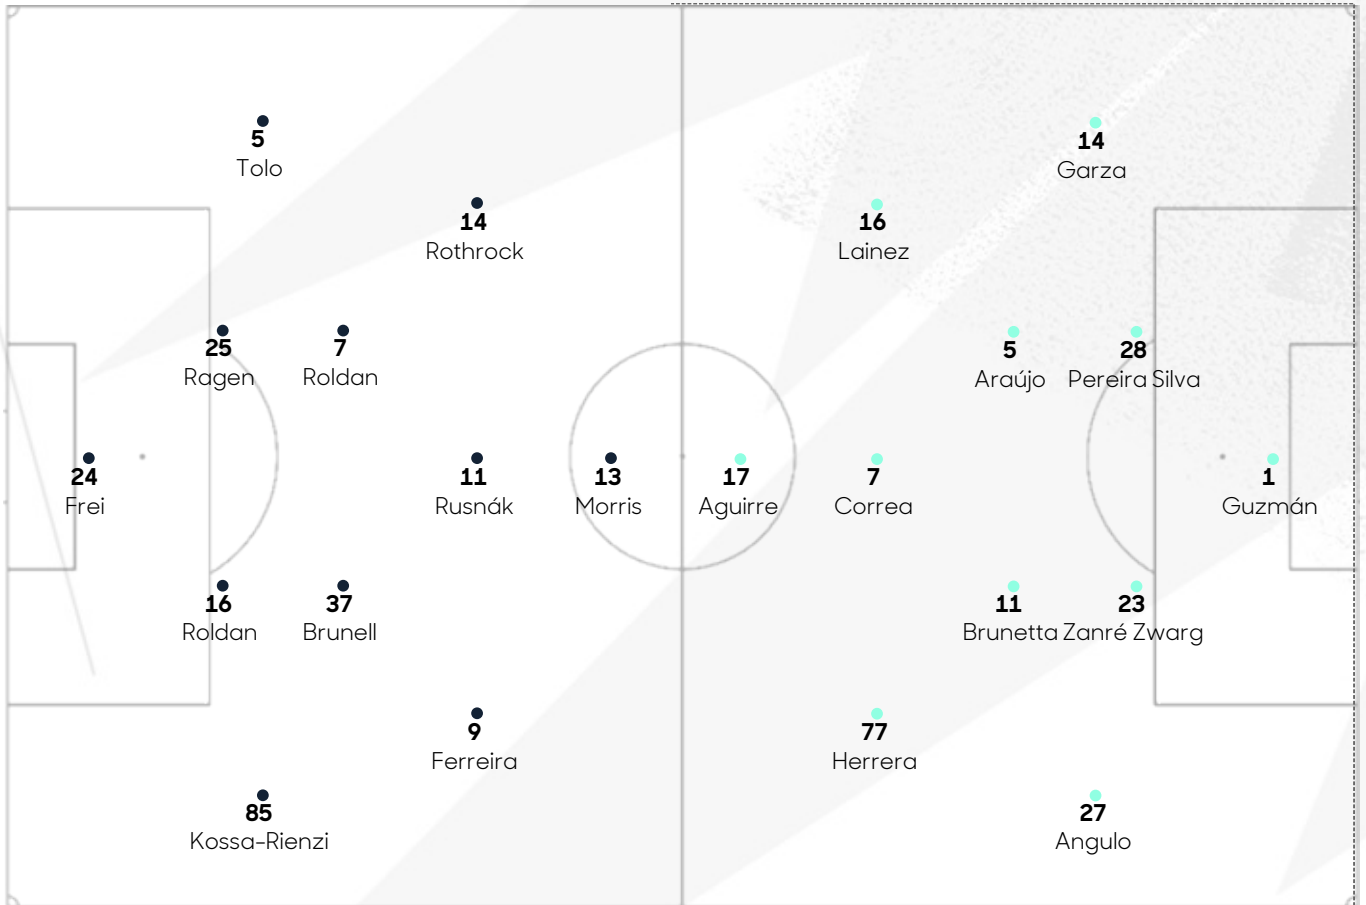 5
Tolo
14
Garza
14
Rothrock
16
Lainez
25
Ragen
7
Roldan
5
Araújo
28
Pereira Silva
24
Frei
11
Rusnák
13
Morris
17
Aguirre
7
Correa
1
Guzmán
16
Roldan
37
Brunell
11
Brunetta
23
Zanré Zwarg
9
Ferreira
77
Herrera
85
Kossa-Rienzi
27
Angulo